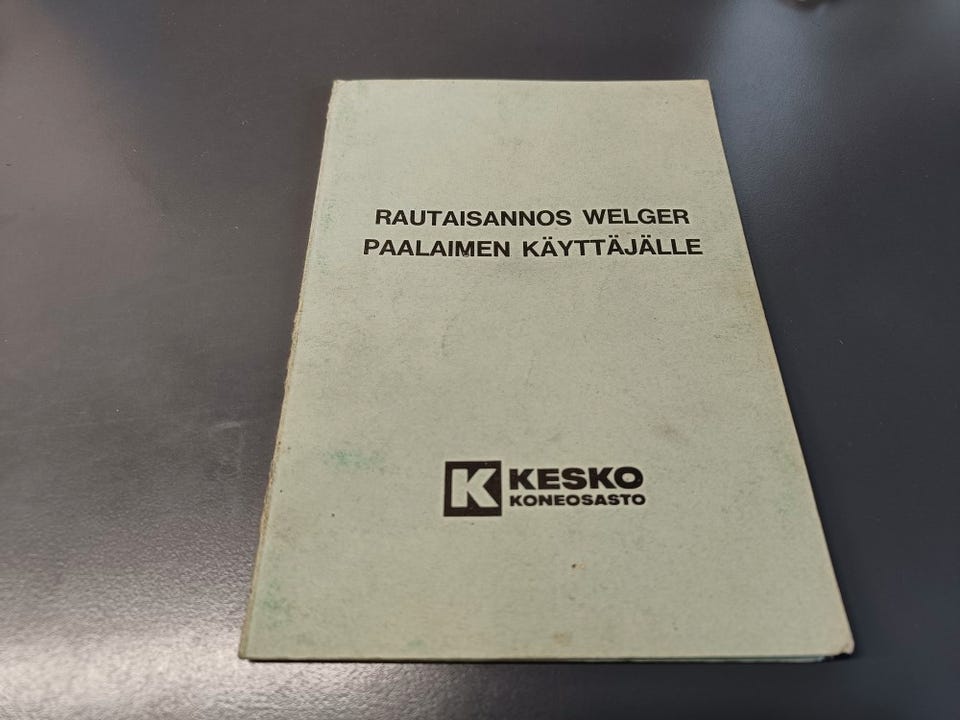 RAUTAISANNOS WELGER
PAALAIMEN KÄYTTÄJÄLLE
K KESKO
KONEOSASTO